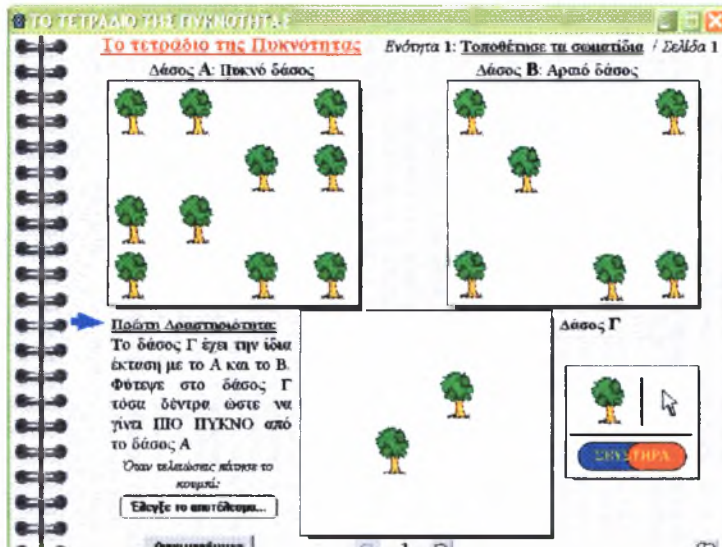 ΤΟ ΤΕΤΡΑΔΙΟ ΤΗΣ ΠΥΚΝΟΤΗΤΑΣ
Το τετράδιο της Πυκνότητας
Ενότητα 1: Τοποθέτησε τα σωματίδια / Σελίδα 1
Δάσος Α: Πυκνό δάσος
Δάσος Β: Αραιό δάσος
Πρώτη Δραστηριότητα:
Το δάσος Γ έχει την ίδια
έκταση με το Α και το Β.
Φύτεψε στο δάσος Γ
τόσα δέντρα ώστε να
γίνει ΠΙΟ ΠΥΚΝΟ από
το δάσος Α
Όταν τελειώσεις πάτησε το
κουμπί:
Έλεγξε το αποτέλεσμα...
Δάσος Γ
1